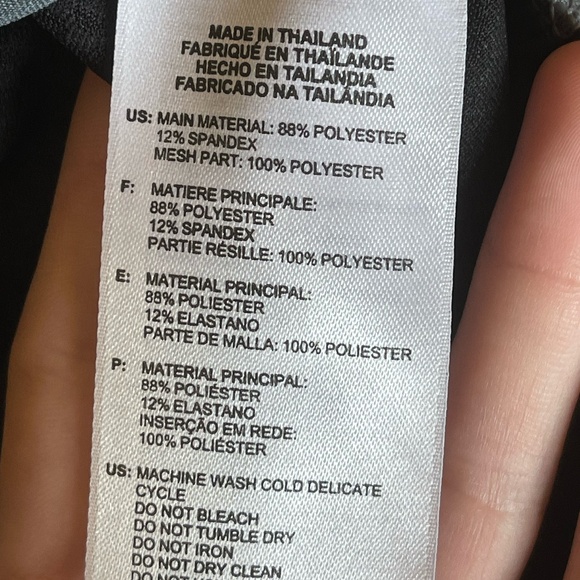 MADE IN THAILAND
FABRIQUÉ EN THAÏLANDE
HECHO EN TAILANDIA
FABRICADO NA TAILÂNDIA
US: MAIN MATERIAL: 88% POLYESTER
12% SPANDEX
MESH PART: 100% POLYESTER
F: MATIERE PRINCIPALE:
88% POLYESTER
12% SPANDEX
PARTIE RÉSILLE: 100% POLYESTER
E: MATERIAL PRINCIPAL:
88% POLIESTER
12% ELASTANO
PARTE DE MALLA: 100% POLIESTER
P: MATERIAL PRINCIPAL:
88% POLIÉSTER
12% ELASTANO
INSERÇÃO EM REDE:
100% POLIÉSTER
US: MACHINE WASH COLD DELICATE
CYCLE
DO NOT BLEACH
DO NOT TUMBLE DRY
DO NOT IRON
DO NOT DRY CLEAN
DO NOT